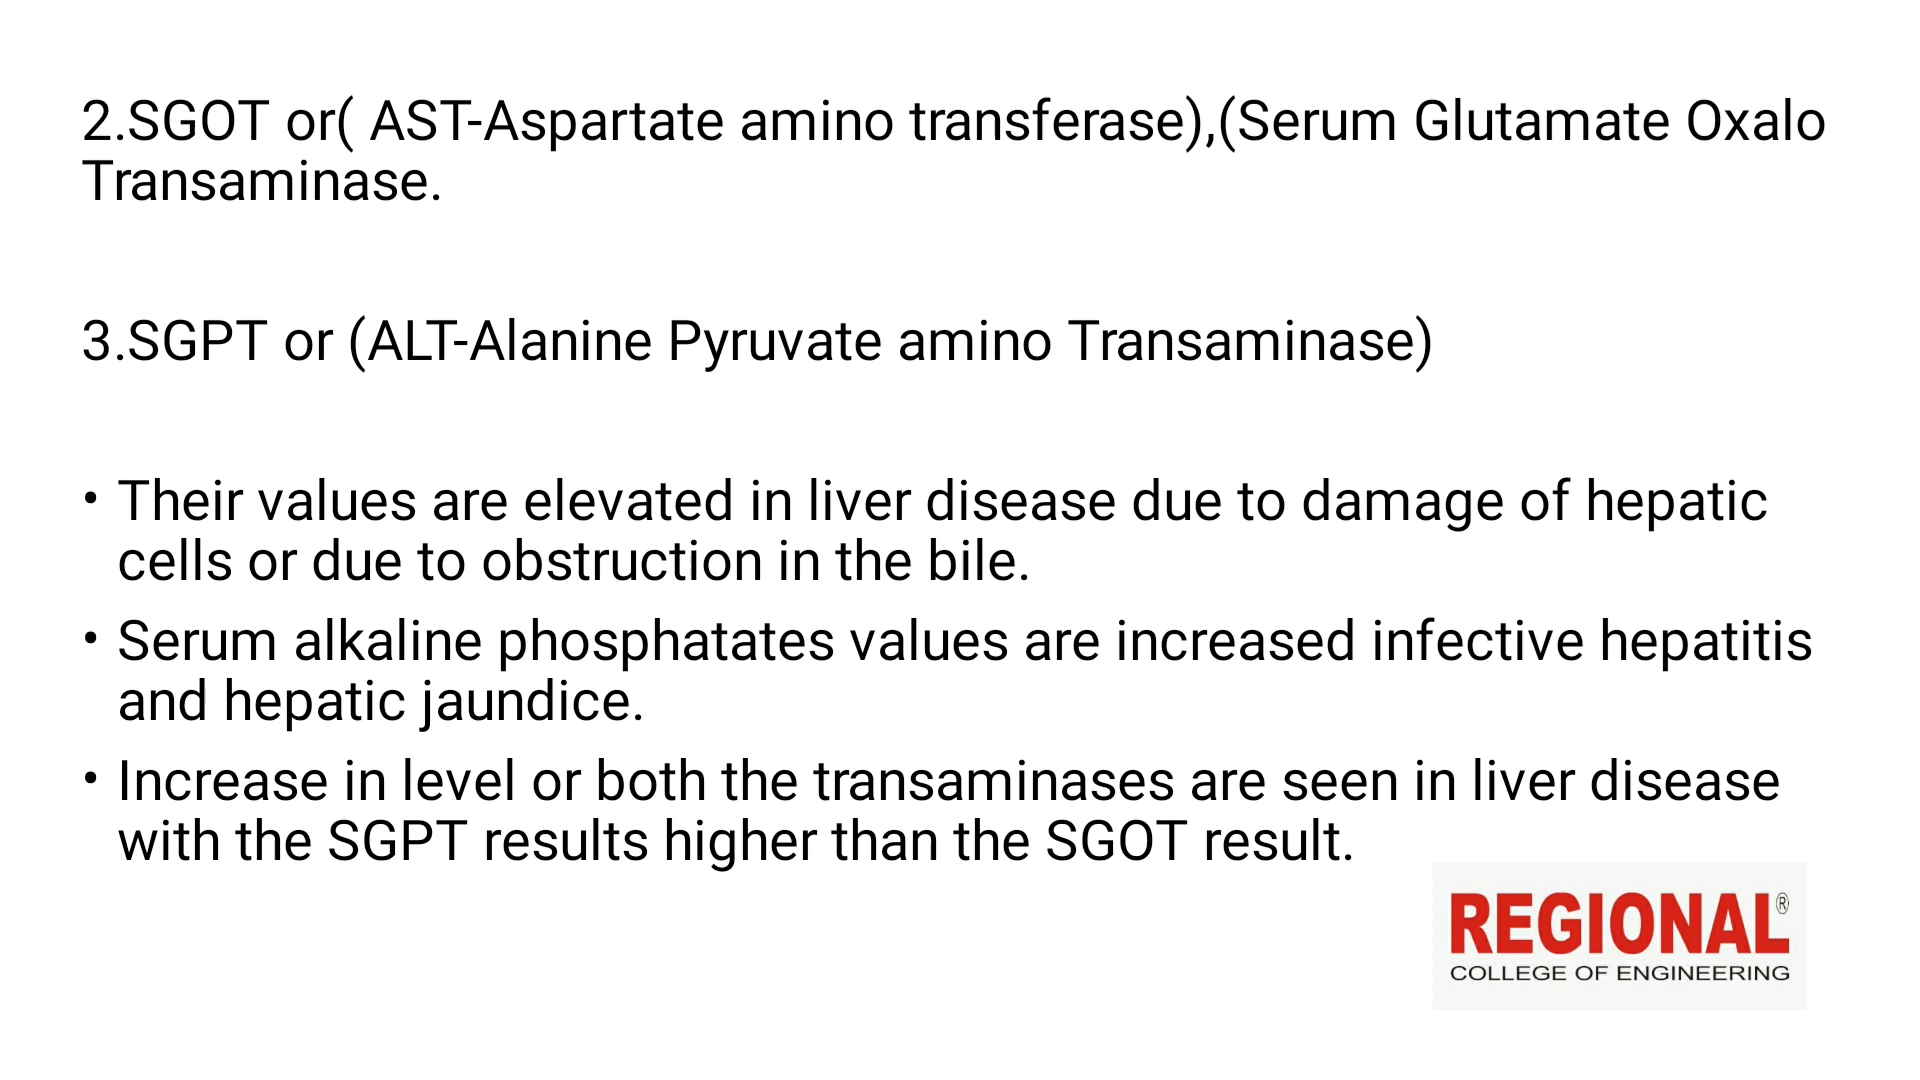 2.SGOT or( AST-Aspartate amino transferase),(Serum Glutamate Oxalo
Transaminase.
3.SGPT or (ALT-Alanine Pyruvate amino Transaminase)
• Their values are elevated in liver disease due to damage of hepatic
cells or due to obstruction in the bile.
• Serum alkaline phosphatates values are increased infective hepatitis
and hepatic jaundice.
• Increase in level or both the transaminases are seen in liver disease
with the SGPT results higher than the SGOT result.
REGIONAL®
COLLEGE OF ENGINEERING